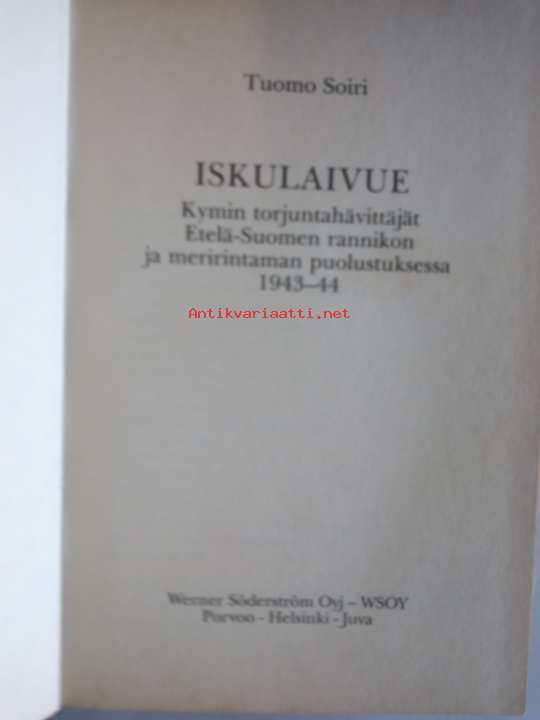 Tuomo Soiri
ISKULAIVUE
Kymin torjuntahävittäjät
Etelä-Suomen rannikon
ja meririntaman puolustuksessa
1943–44
Antikvariaatti.net
Werner Söderström Oyj – WSOY
Porvoo - Helsinki - Juva